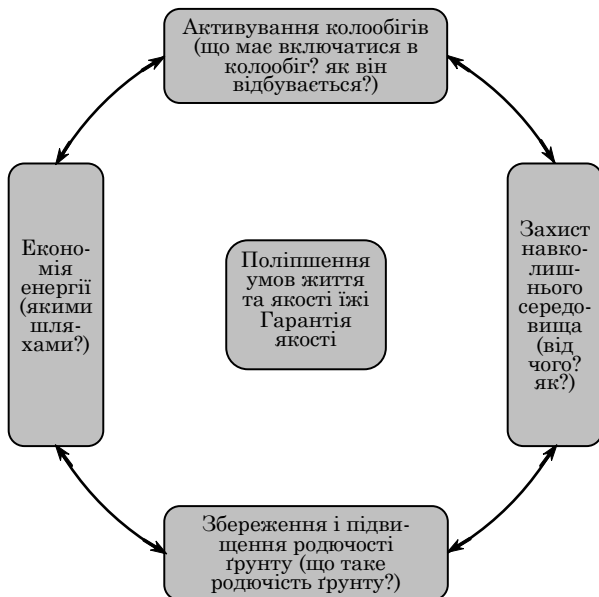 Активування колообігів
(що має включатися в
колообіг? як він
відбувається?)
Еконо-
мія
енергії
(якими
шля-
хами?)
Поліпшення
умов життя
та якості їжі
Гарантія
якості
Захист
навко-
лиш-
нього
середо-
вища
(від
чого?
як?)
Збереження і підви-
щення родючості
ґрунту (що таке
родючість ґрунту?)